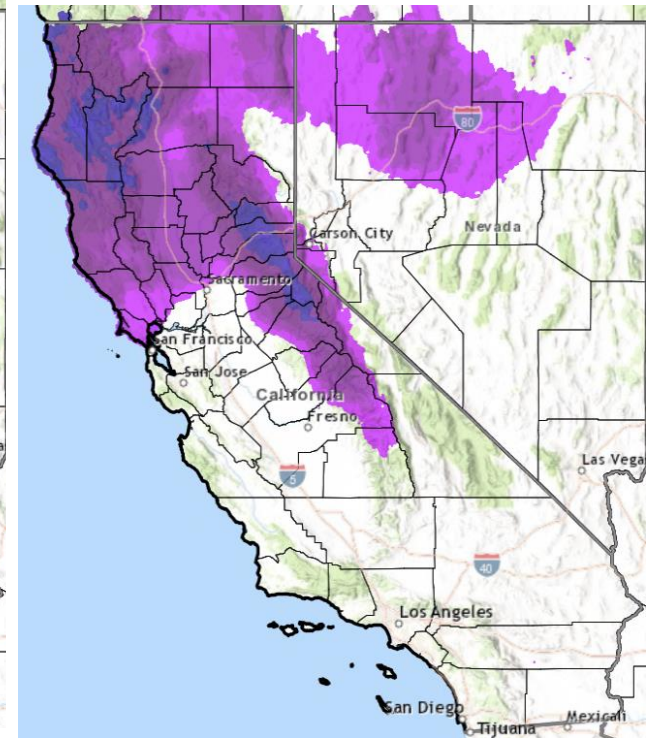 80
Carson City
Nevada
Sacramento
San Francisco
San Jose
California
Fresno
5
Las Vega
40
Los Angeles
San Diego
Tijuana
Mexicali